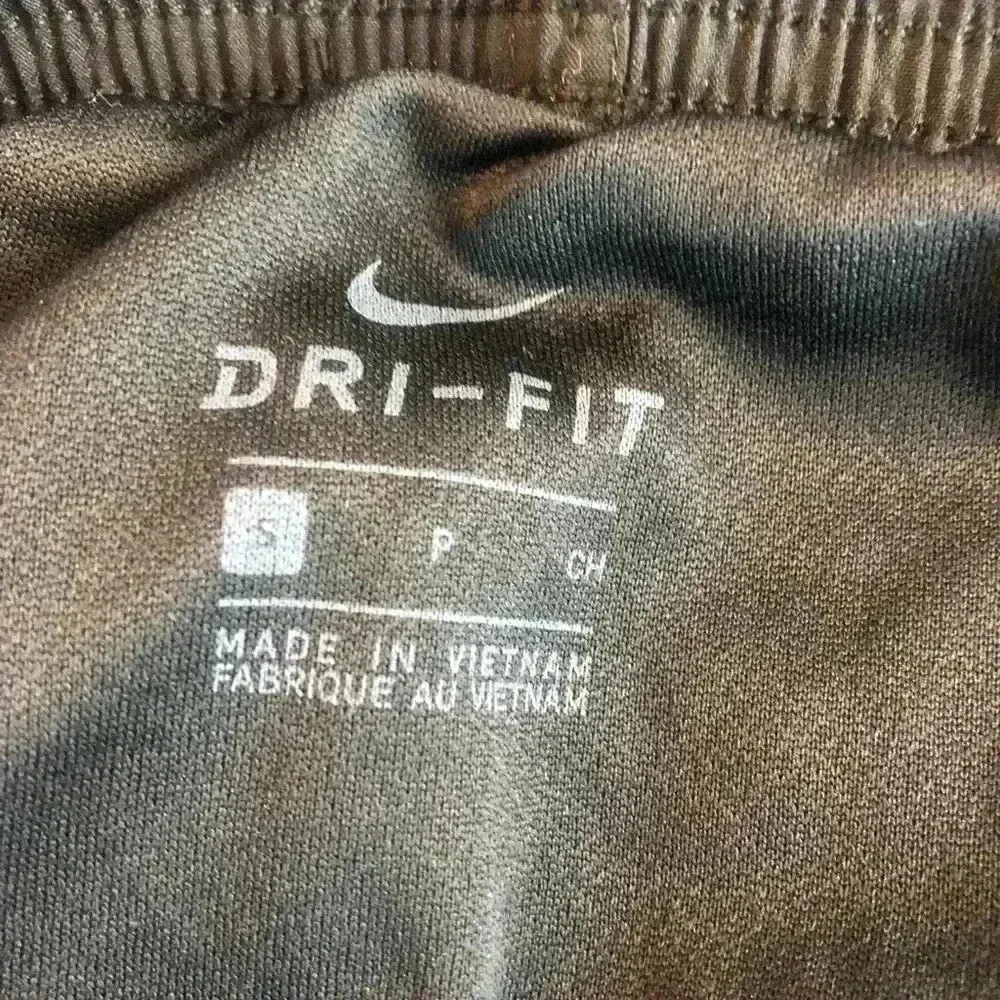 DRI-FIT
S P CH
MADE IN VIETNAM
FABRIQUE AU VIETNAM